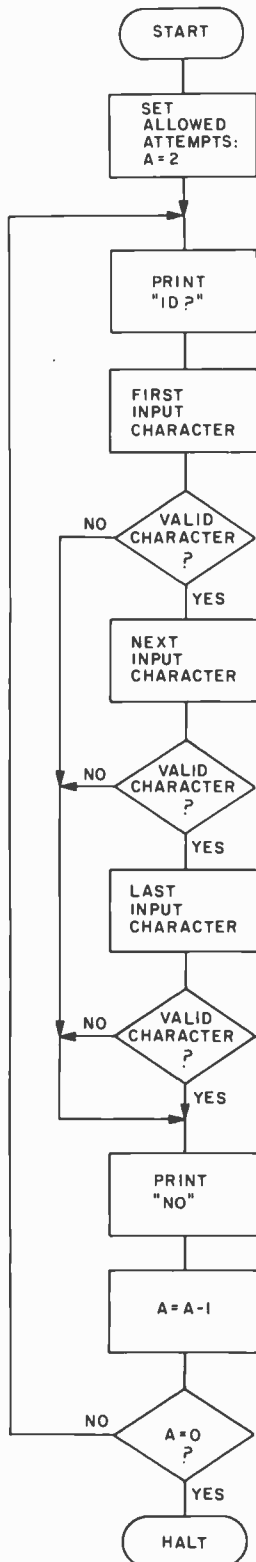 START
SET
ALLOWED
ATTEMPTS:
A=2
PRINT
"ID?"
FIRST
INPUT
CHARACTER
NO
VALID
CHARACTER
?
YES
NEXT
INPUT
CHARACTER
NO
VALID
CHARACTER
?
YES
LAST
INPUT
CHARACTER
NO
VALID
CHARACTER
?
YES
PRINT
"NO"
A=A-1
NO
A=0
?
YES
HALT